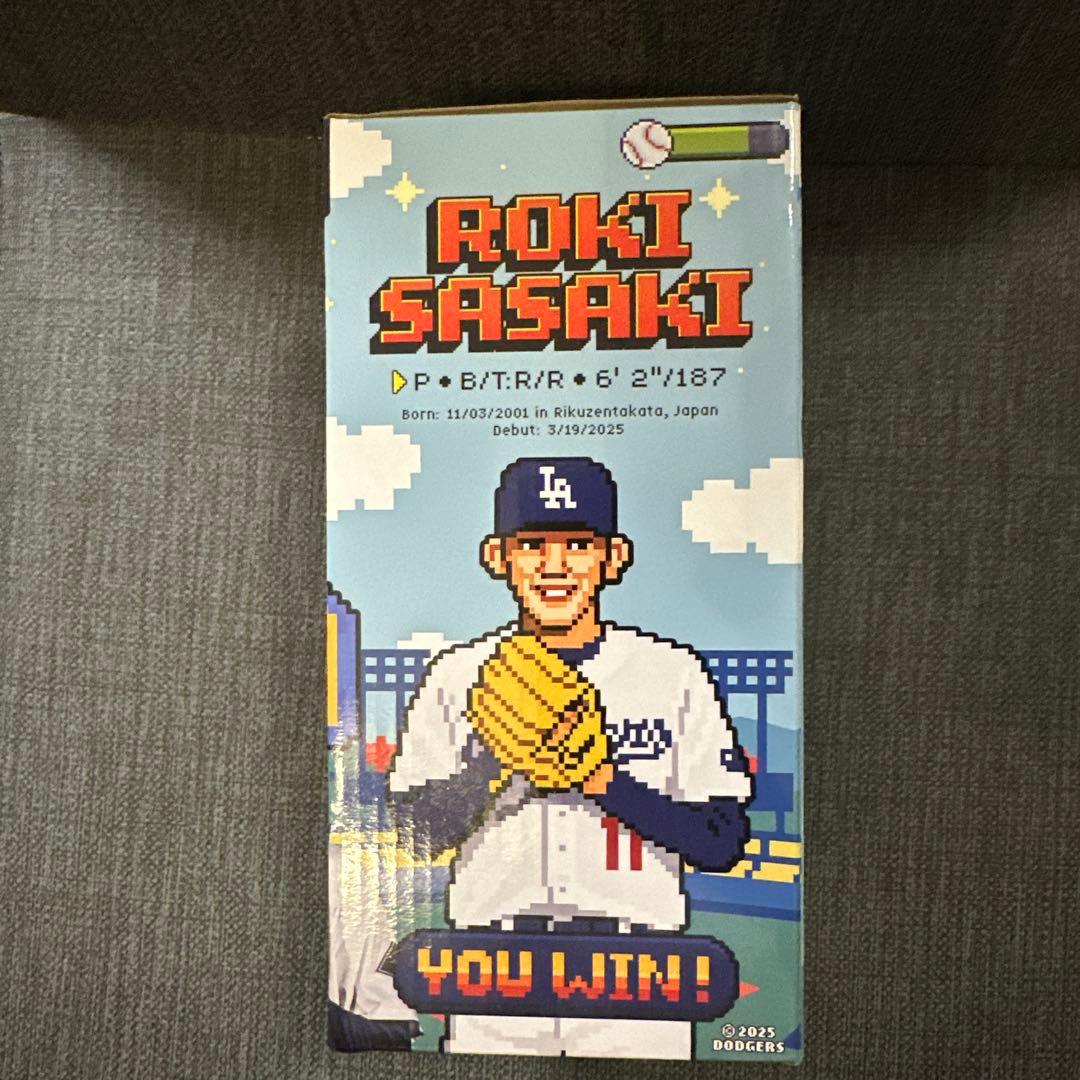 ROKI
SASAKI
P • B/T:R/R • 6' 2"/187
Born: 11/03/2001 in Rikuzentakata, Japan
Debut: 3/19/2025
LA
11
YOU WIN!
©2025
DODGERS